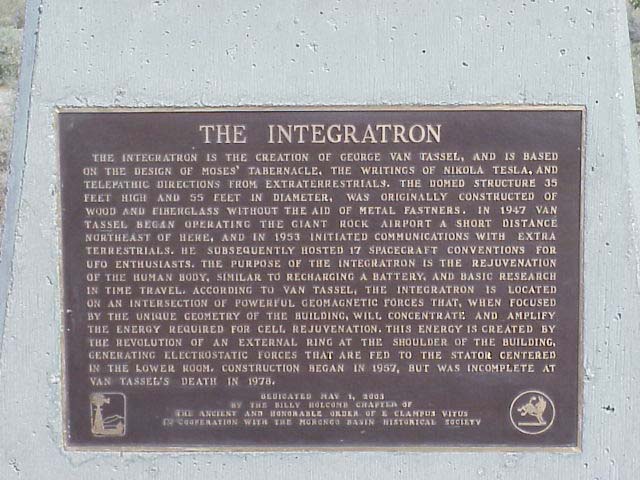 THE INTEGRATRON
THE INTEGRATRON IS THE CREATION OF GEORGE VAN TASSEL, AND IS BASED
ON THE DESIGN OF MOSES' TABERNACLE, THE WRITINGS OF NIKOLA TESLA, AND
TELEPATHIC DIRECTIONS FROM EXTRATERRESTRIALS. THE DOMED STRUCTURE 35
FEET HIGH AND 55 FEET IN DIAMETER, WAS ORIGINALLY CONSTRUCTED OF
WOOD AND FIBERGLASS WITHOUT THE AID OF METAL FASTNERS. IN 1947 VAN
TASSEL BEGAN OPERATING THE GIANT ROCK AIRPORT A SHORT DISTANCE
NORTHEAST OF HERE, AND IN 1953 INITIATED COMMUNICATIONS WITH EXTRA
TERRESTRIALS. HE SUBSEQUENTLY HOSTED 17 SPACECRAFT CONVENTIONS FOR
UFO ENTHUSIASTS. THE PURPOSE OF THE INTEGRATION IS THE REJUVENATION
OF THE HUMAN BODY, SIMILAR TO RECHARGING A BATTERY, AND BASIC RESEARCH
IN TIME TRAVEL. ACCORDING TO VAN TASSEL, THE INTEGRATRON IS LOCATED
ON AN INTERSECTION OF POWERFUL GEOMAGNETIC FORCES THAT, WHEN FOCUSED
BY THE UNIQUE GEOMETRY OF THE BUILDING, WILL CONCENTRATE AND AMPLIFY
THE ENERGY REQUIRED FOR CELL REJUVENATION. THIS ENERGY IS CREATED BY
THE REVOLUTION OF AN EXTERNAL RING AT THE SHOULDER OF THE BUILDING,
GENERATING ELECTROSTATIC FORCES THAT ARE FED TO THE STATOR CENTERED
IN THE LOWER ROOM. CONSTRUCTION BEGAN IN 1957, BUT WAS INCOMPLETE AT
VAN TASSEL'S DEATH IN 1978.
DEDICATED MAY 1, 2003
BY THE BILLY HOLCOMB CHAPTER OF
THE ANCIENT AND HONORABLE ORDER OF E CLAMPUS VITUS
IN COOPERATION WITH THE MORONGO BASIN HISTORICAL SOCIETY